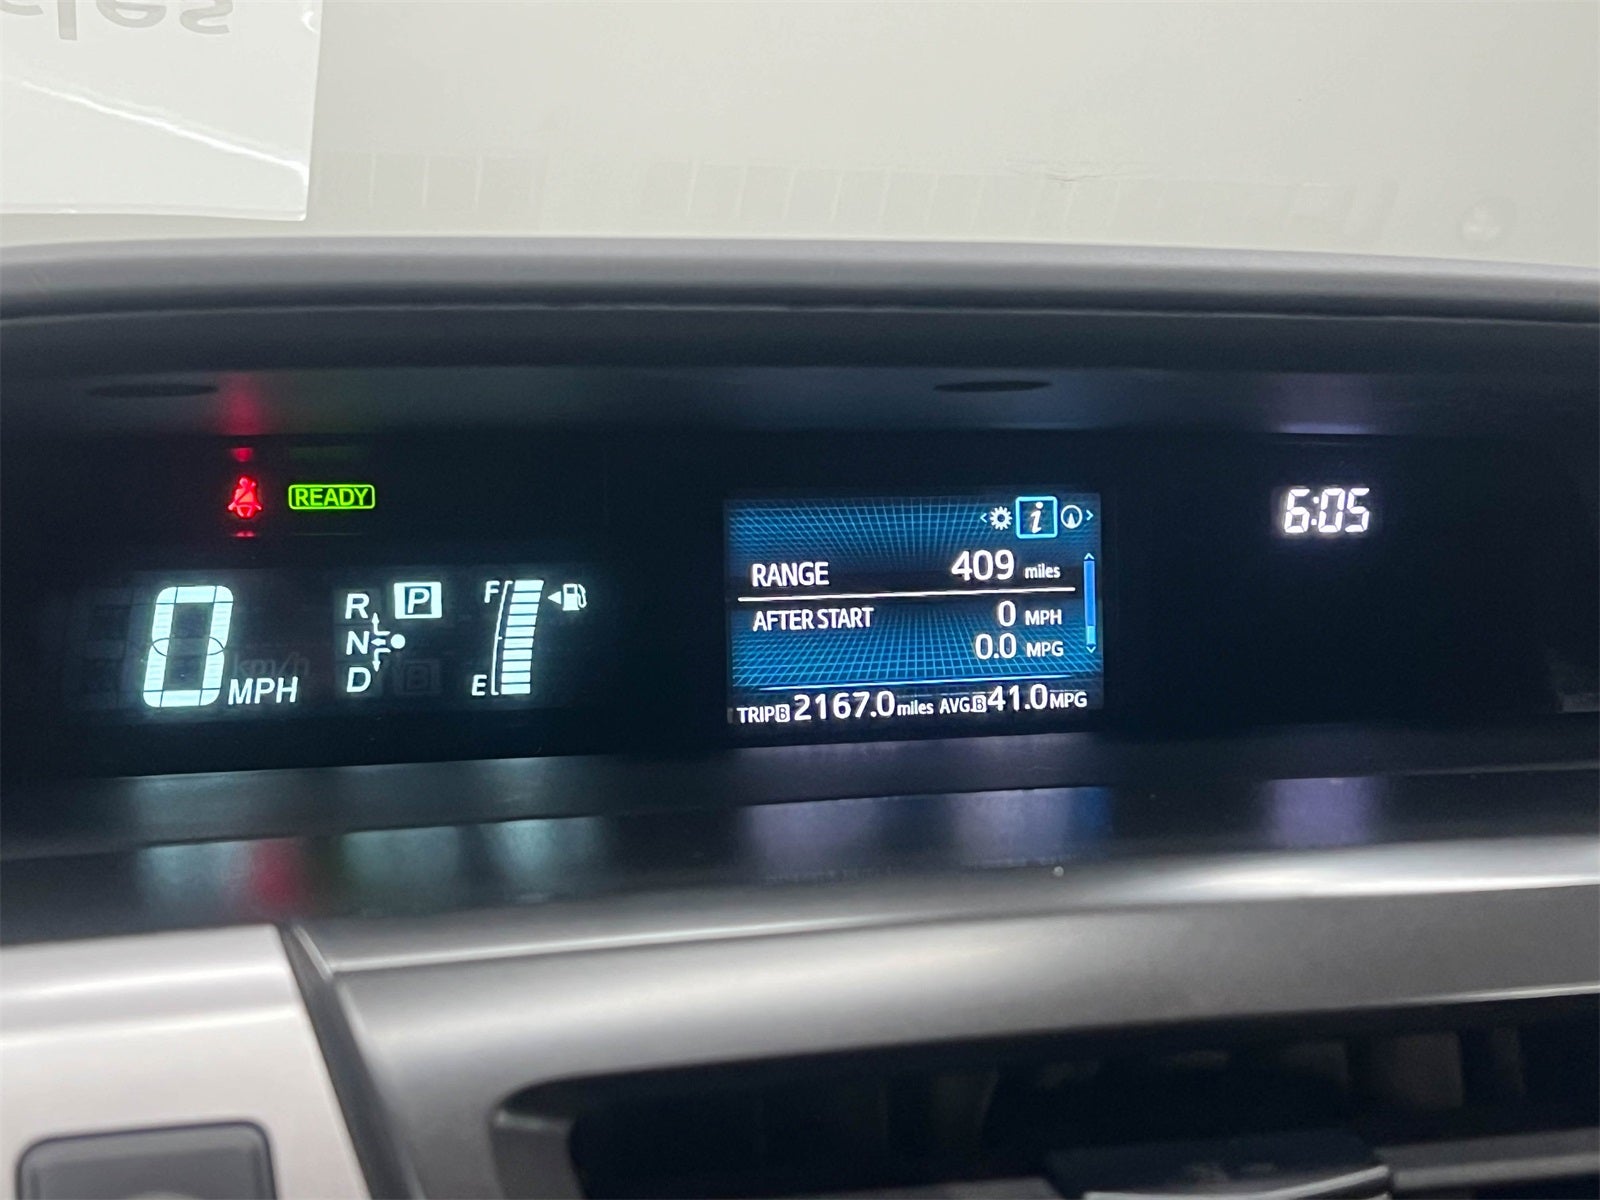 READY
6:05
0 MPH
R P
N
D B
F
E
i
RANGE 409 miles
AFTER START 0 MPH
0.0 MPG
TRIP B 2167.0 miles AVG. B 41.0 MPG
km/h